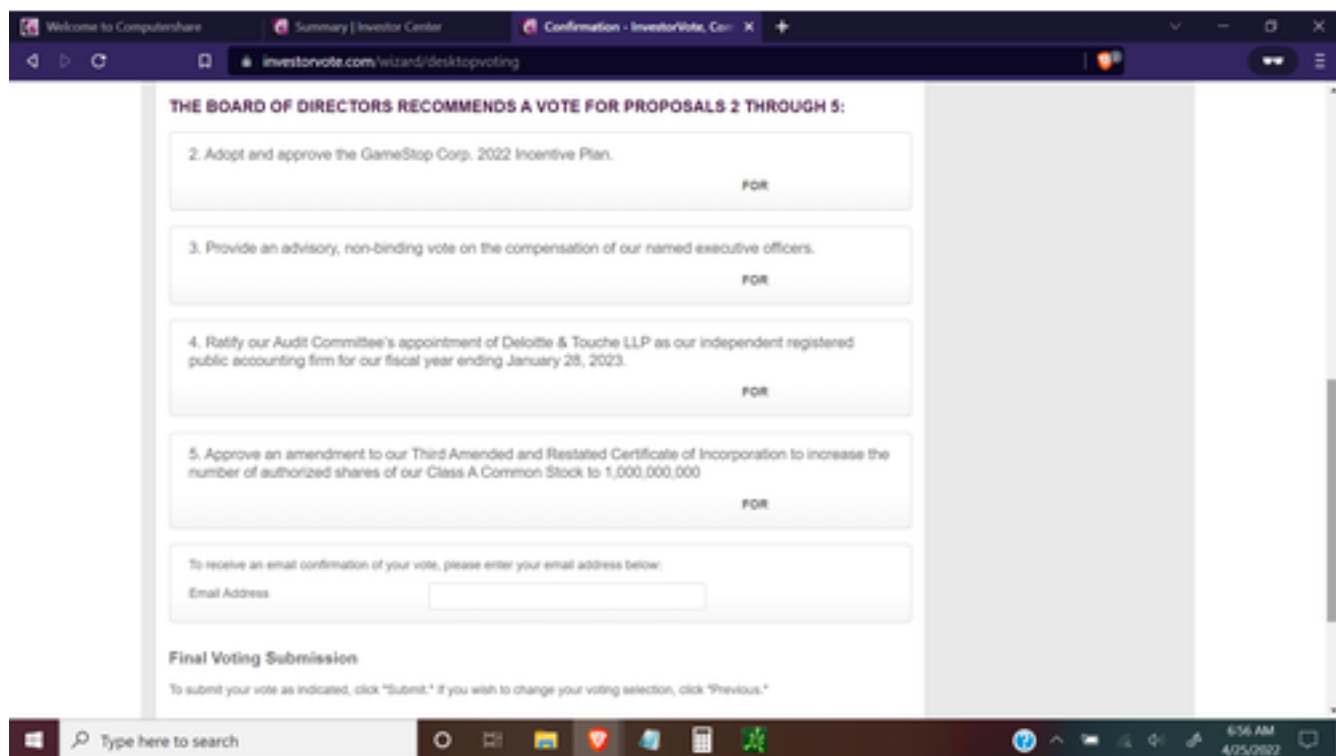 Welcome to Computershare
Summary | Investor Center
Confirmation - InvestorVote, Com
investorvote.com/wizard/desktopvoting
THE BOARD OF DIRECTORS RECOMMENDS A VOTE FOR PROPOSALS 2 THROUGH 5:
2. Adopt and approve the GameStop Corp. 2022 Incentive Plan.
FOR
3. Provide an advisory, non-binding vote on the compensation of our named executive officers.
FOR
4. Ratify our Audit Committee's appointment of Deloitte & Touche LLP as our independent registered
public accounting firm for our fiscal year ending January 28, 2023.
FOR
5. Approve an amendment to our Third Amended and Restated Certificate of Incorporation to increase the
number of authorized shares of our Class A Common Stock to 1,000,000,000
FOR
To receive an email confirmation of your vote, please enter your email address below:
Email Address
Final Voting Submission
To submit your vote as indicated, click "Submit." If you wish to change your voting selection, click "Previous."
Type here to search
6:56 AM
4/25/2022